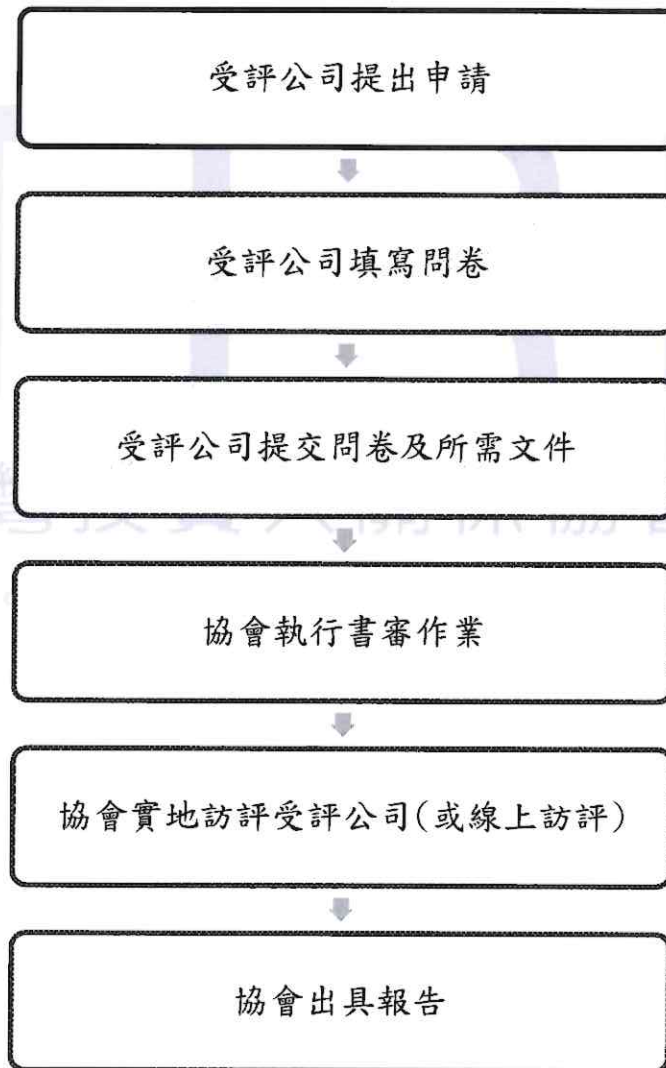 受評公司提出申請
受評公司填寫問卷
受評公司提交問卷及所需文件
協會執行書審作業
協會實地訪評受評公司(或線上訪評)
協會出具報告